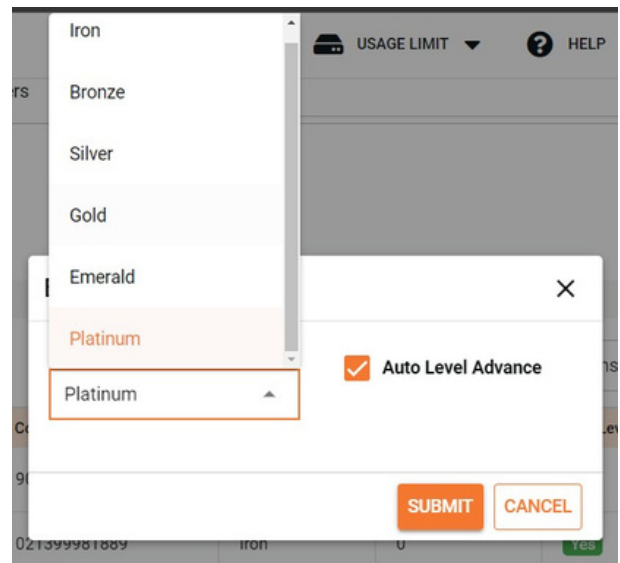 Iron
USAGE LIMIT
HELP
Bronze
Silver
Gold
Emerald
Platinum
Auto Level Advance
Platinum
SUBMIT
CANCEL
021399981889 Iron 0 Yes